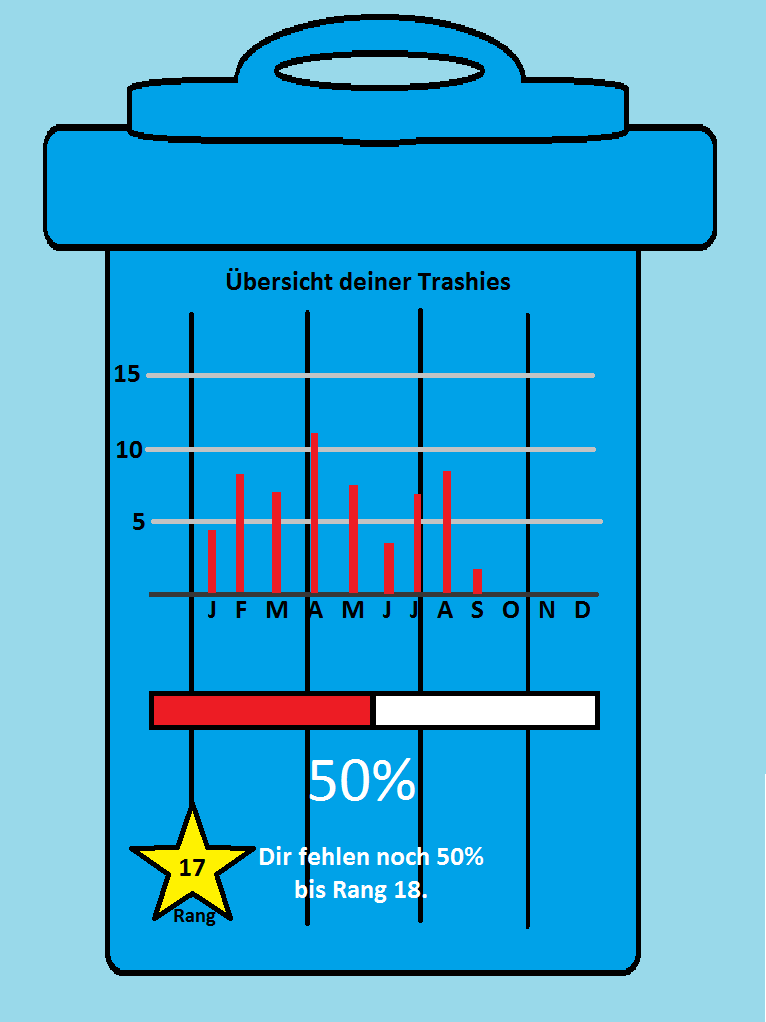 Übersicht deiner Trashies
15
10
5
J F M A M J J A S O N D
50%
17
Rang
Dir fehlen noch 50%
bis Rang 18.